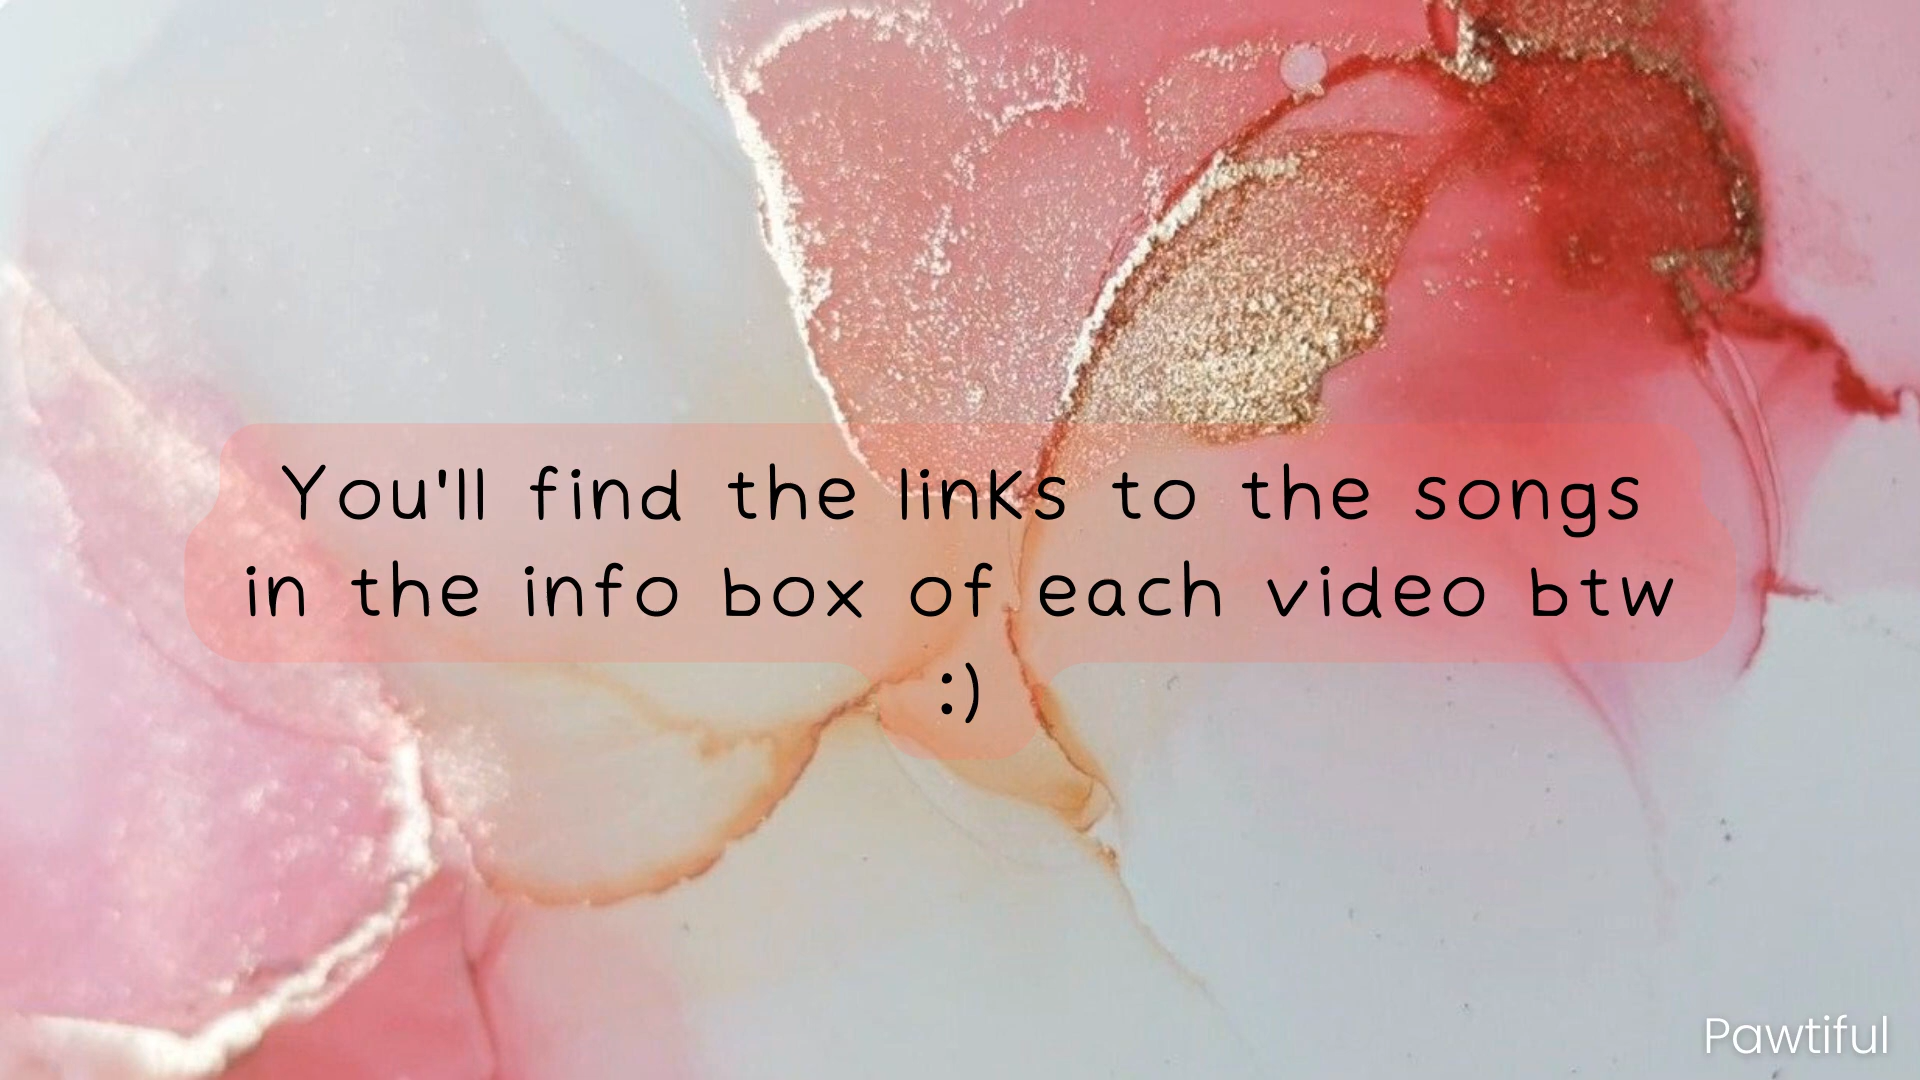 You'll find the links to the songs
in the info box of each video btw
:)
Pawtiful